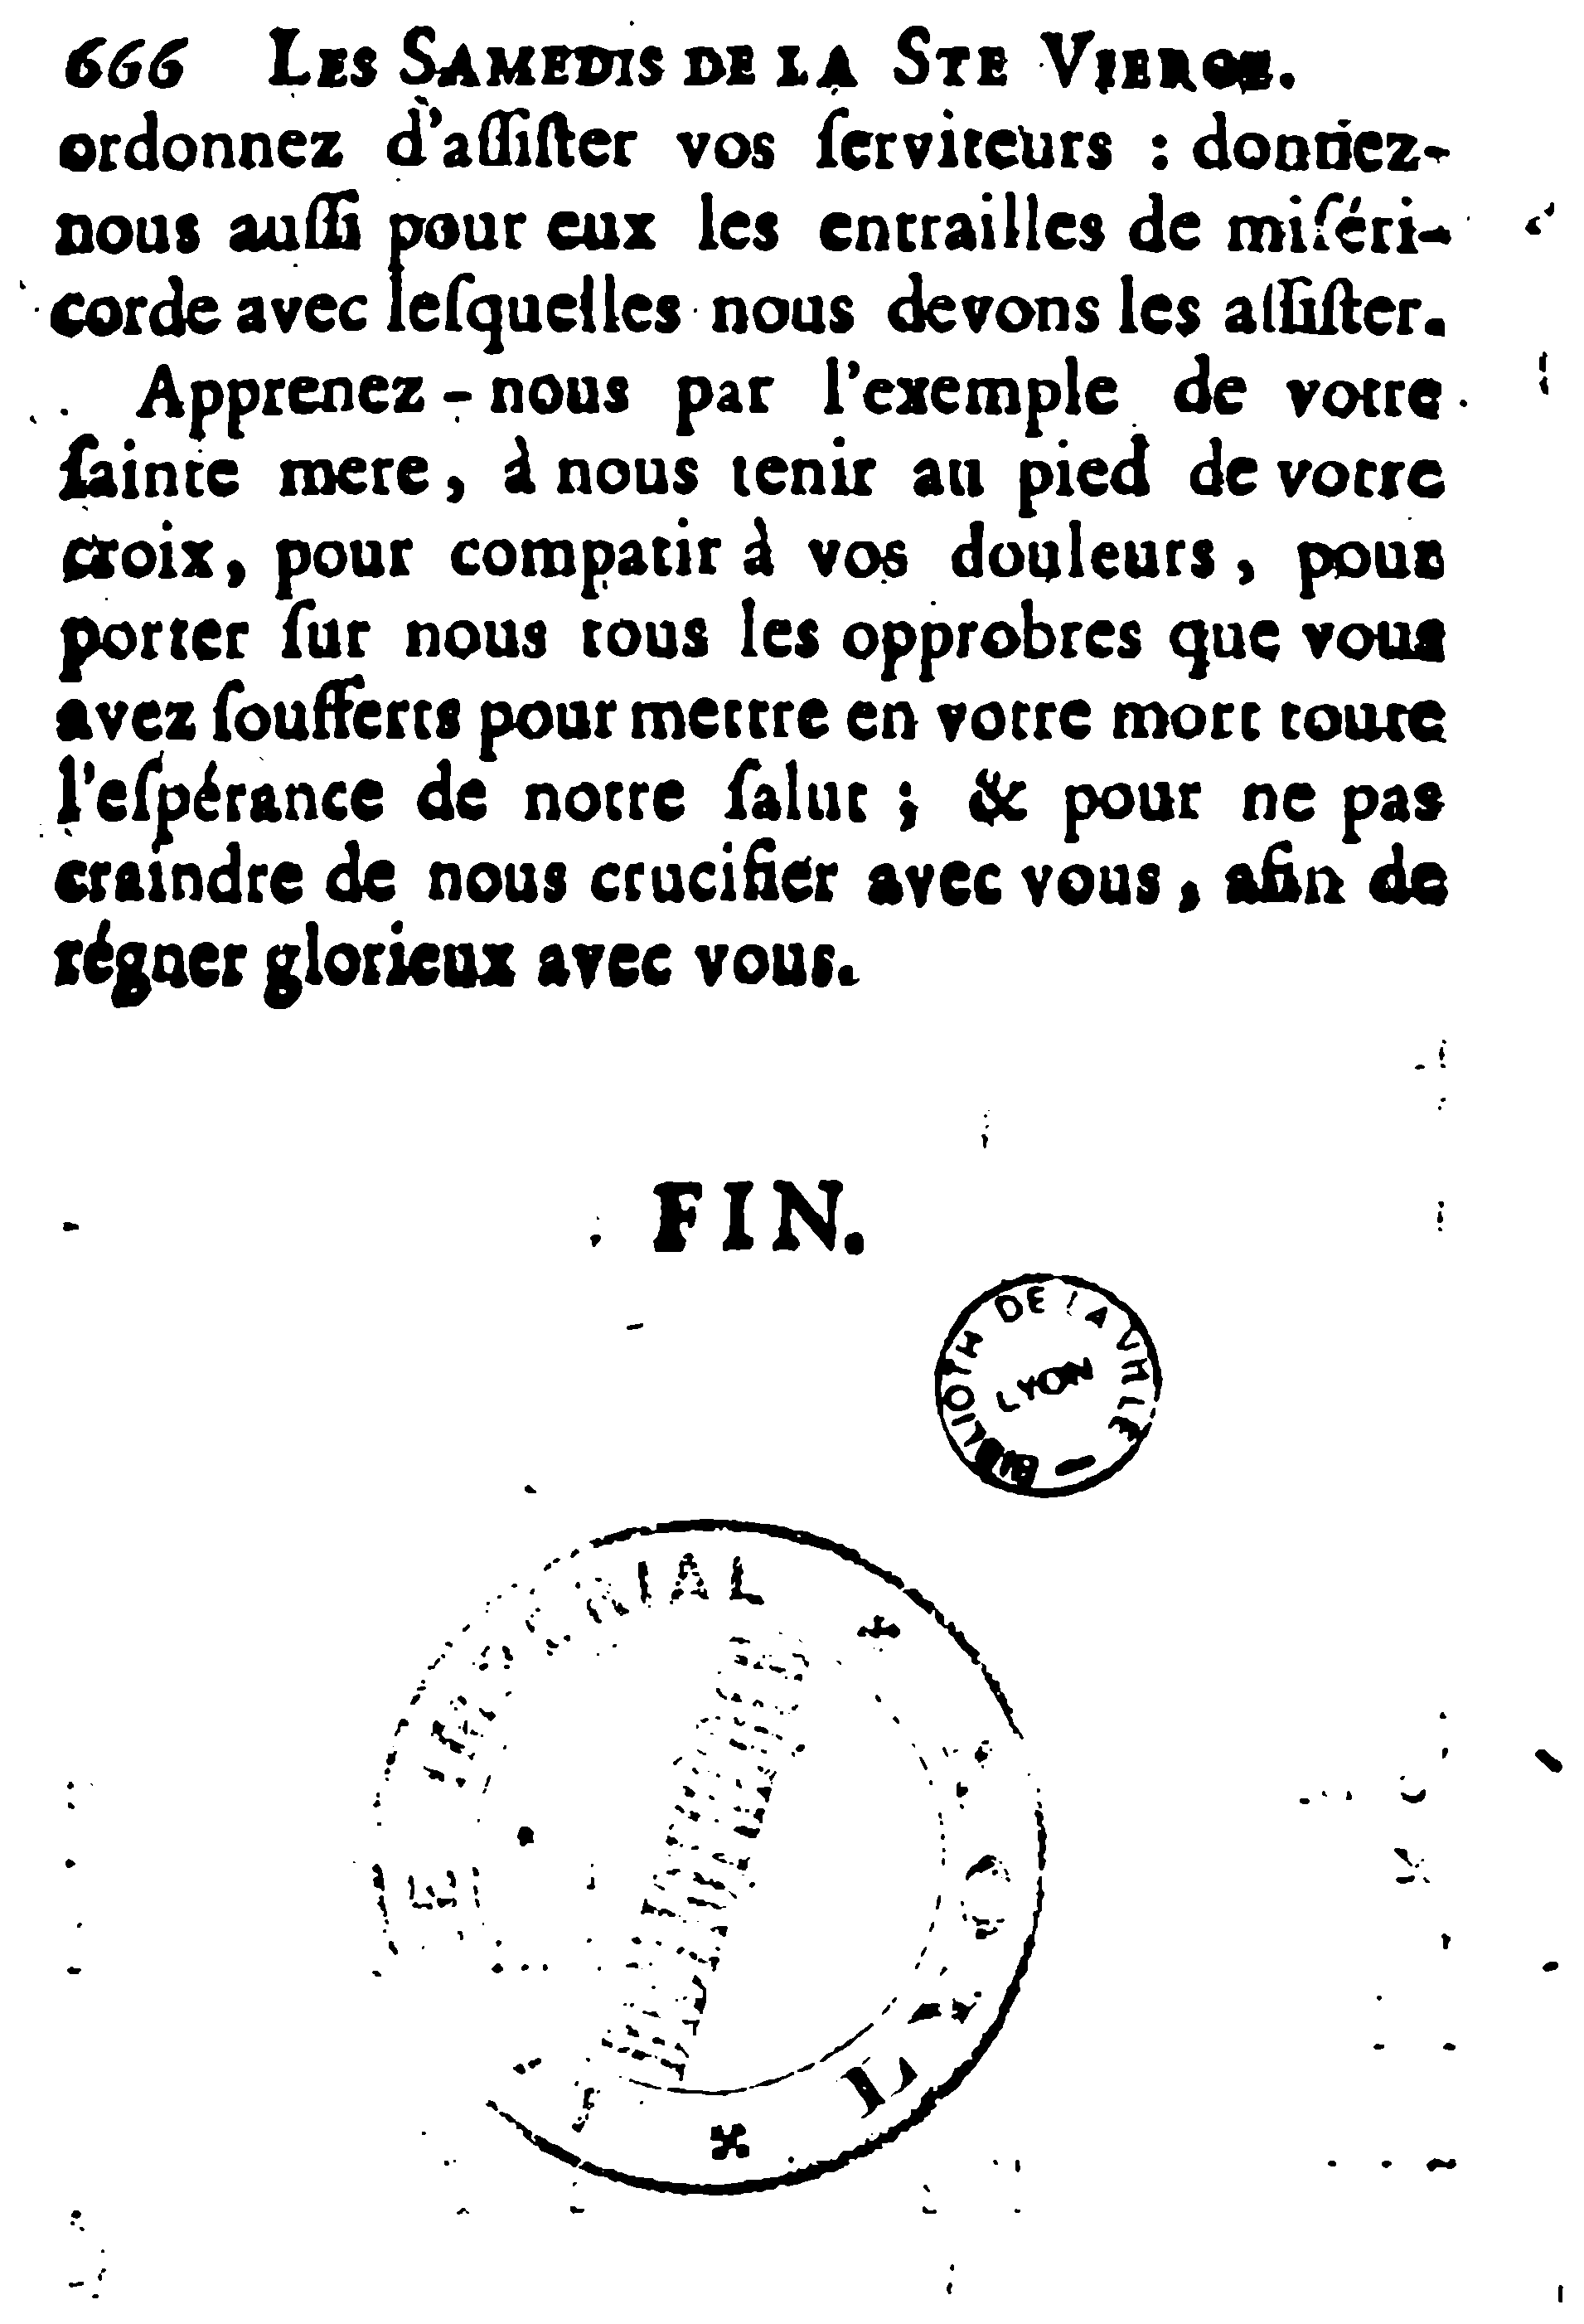 666 LES SAMEDIS DE LA STE VIERGE.
ordonnez d'aſſiſter vos ſerviteurs : donnez-
nous auſſi pour eux les entrailles de miſéri-
corde avec leſquelles nous devons les aſſiſter.
Apprenez-nous par l'exemple de votre
ſainte mere, à nous tenir au pied de votre
croix, pour compatir à vos douleurs, pour
porter ſur nous tous les opprobres que vous
avez ſoufferts pour mettre en votre mort toute
l'eſpérance de notre ſalut ; & pour ne pas
craindre de nous crucifier avec vous, afin de
régner glorieux avec vous.
FIN.
BIBLIOTH DE LA VILLE
LYON
IMPERIAL